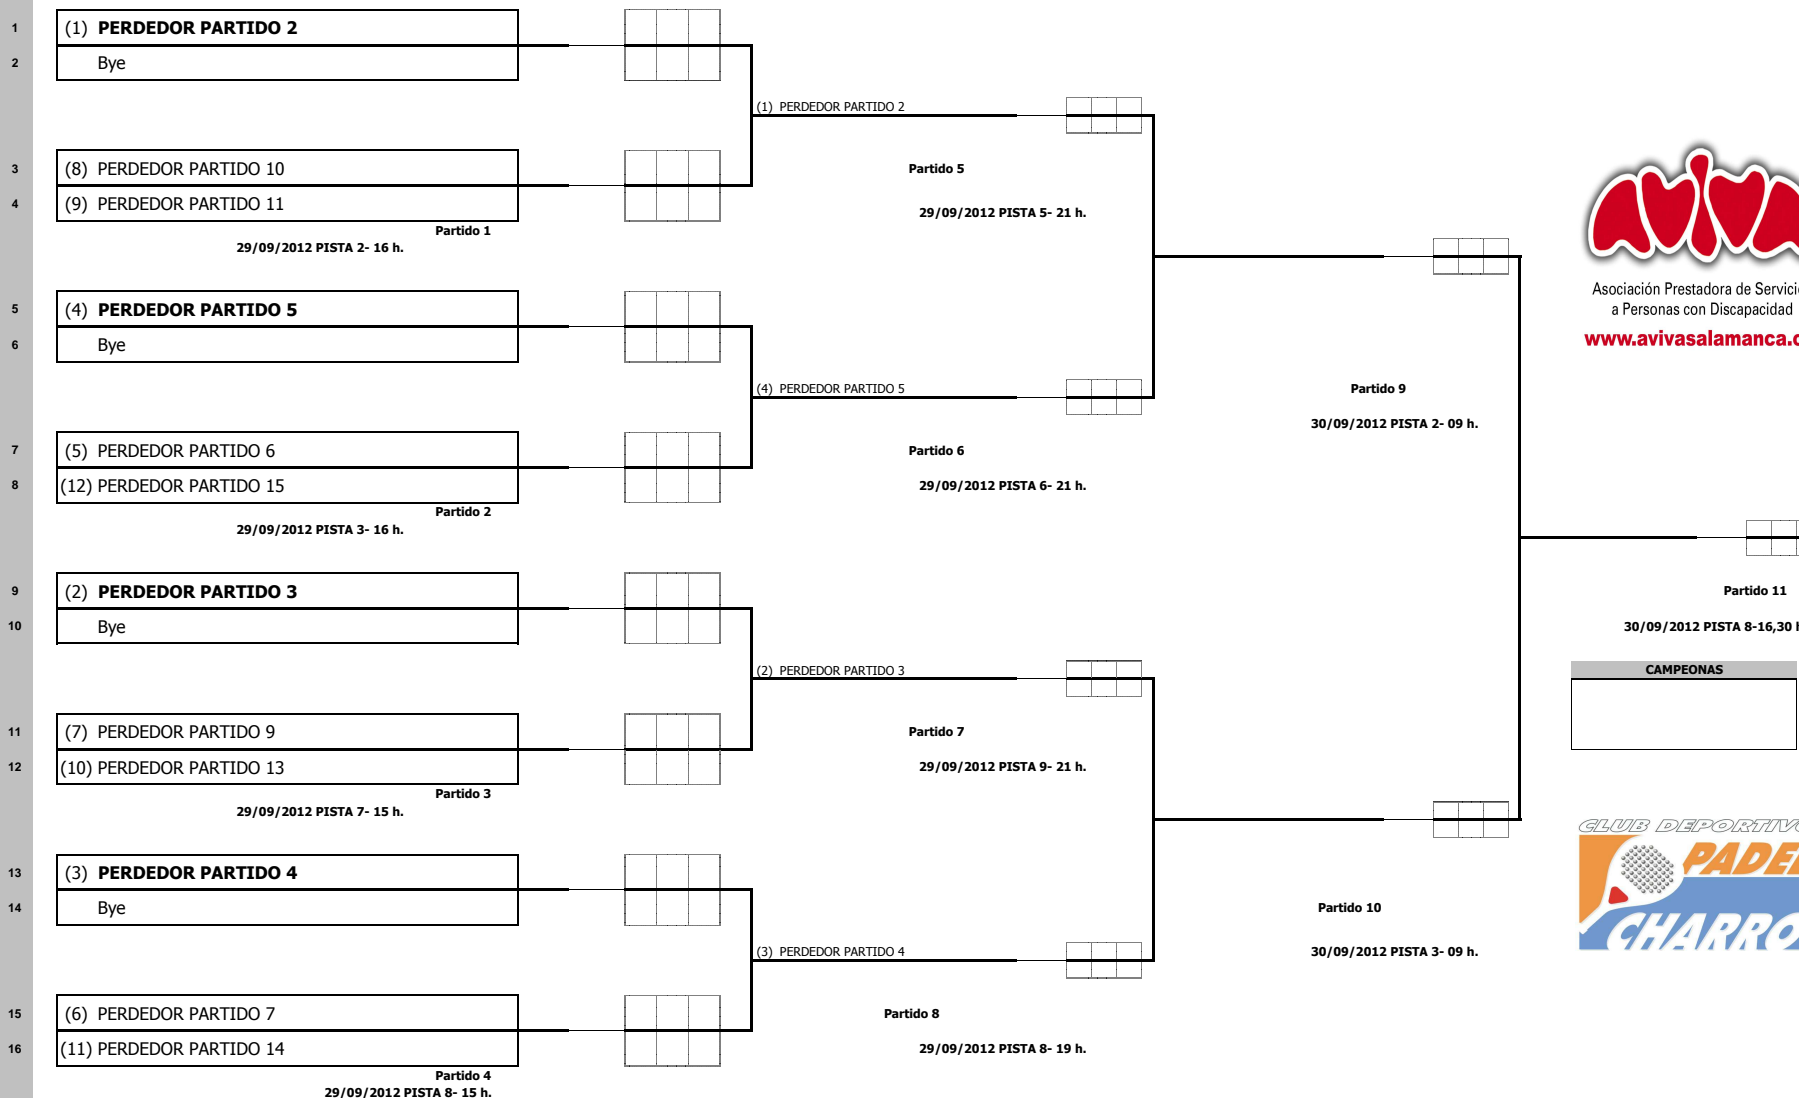 1 (1) PERDEDOR PARTIDO 2
2 Bye
(1) PERDEDOR PARTIDO 2
3 (8) PERDEDOR PARTIDO 10
Partido 5
4 (9) PERDEDOR PARTIDO 11
29/09/2012 PISTA 5- 21 h.
Partido 1
29/09/2012 PISTA 2- 16 h.
aviva
Asociación Prestadora de Servici
a Personas con Discapacidad
www.avivasalamanca.
5 (4) PERDEDOR PARTIDO 5
6 Bye
(4) PERDEDOR PARTIDO 5
Partido 9
30/09/2012 PISTA 2- 09 h.
7 (5) PERDEDOR PARTIDO 6
Partido 6
8 (12) PERDEDOR PARTIDO 15
29/09/2012 PISTA 6- 21 h.
Partido 2
29/09/2012 PISTA 3- 16 h.
9 (2) PERDEDOR PARTIDO 3
Partido 11
10 Bye
30/09/2012 PISTA 8-16,30
(2) PERDEDOR PARTIDO 3
CAMPEONAS
11 (7) PERDEDOR PARTIDO 9
Partido 7
12 (10) PERDEDOR PARTIDO 13
29/09/2012 PISTA 9- 21 h.
Partido 3
29/09/2012 PISTA 7- 15 h.
CLUB DEPORTIVO
PADE
CHARRO
13 (3) PERDEDOR PARTIDO 4
14 Bye
Partido 10
(3) PERDEDOR PARTIDO 4
30/09/2012 PISTA 3- 09 h.
15 (6) PERDEDOR PARTIDO 7
Partido 8
16 (11) PERDEDOR PARTIDO 14
29/09/2012 PISTA 8- 19 h.
Partido 4
29/09/2012 PISTA 8- 15 h.